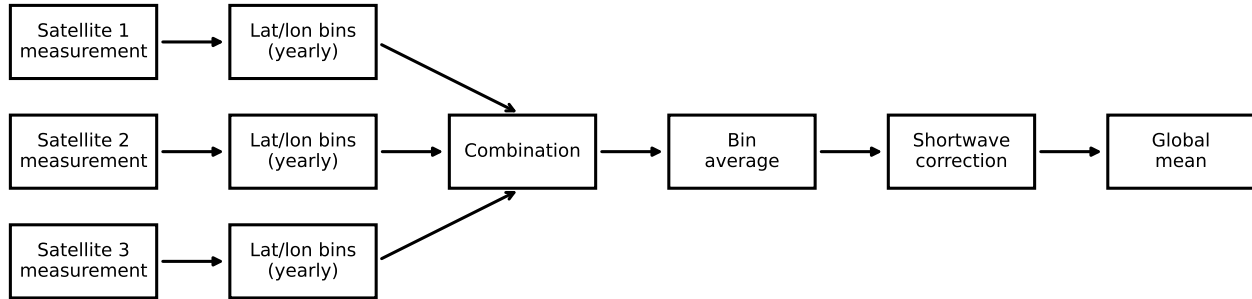 Satellite 1
measurement
Lat/lon bins
(yearly)
Satellite 2
measurement
Lat/lon bins
(yearly)
Combination
Bin
average
Shortwave
correction
Global
mean
Satellite 3
measurement
Lat/lon bins
(yearly)